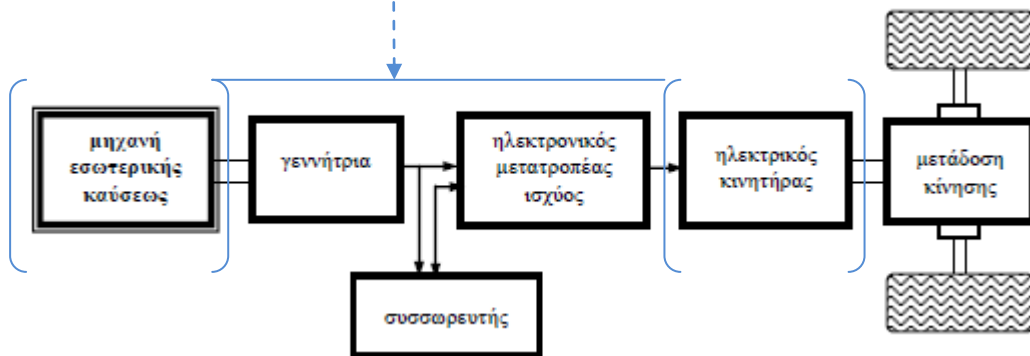 μηχανή
εσωτερικής
καύσεως
γεννήτρια
ηλεκτρονικός
μετατροπέας
ισχύος
ηλεκτρικός
κινητήρας
μετάδοση
κίνησης
συσσωρευτής